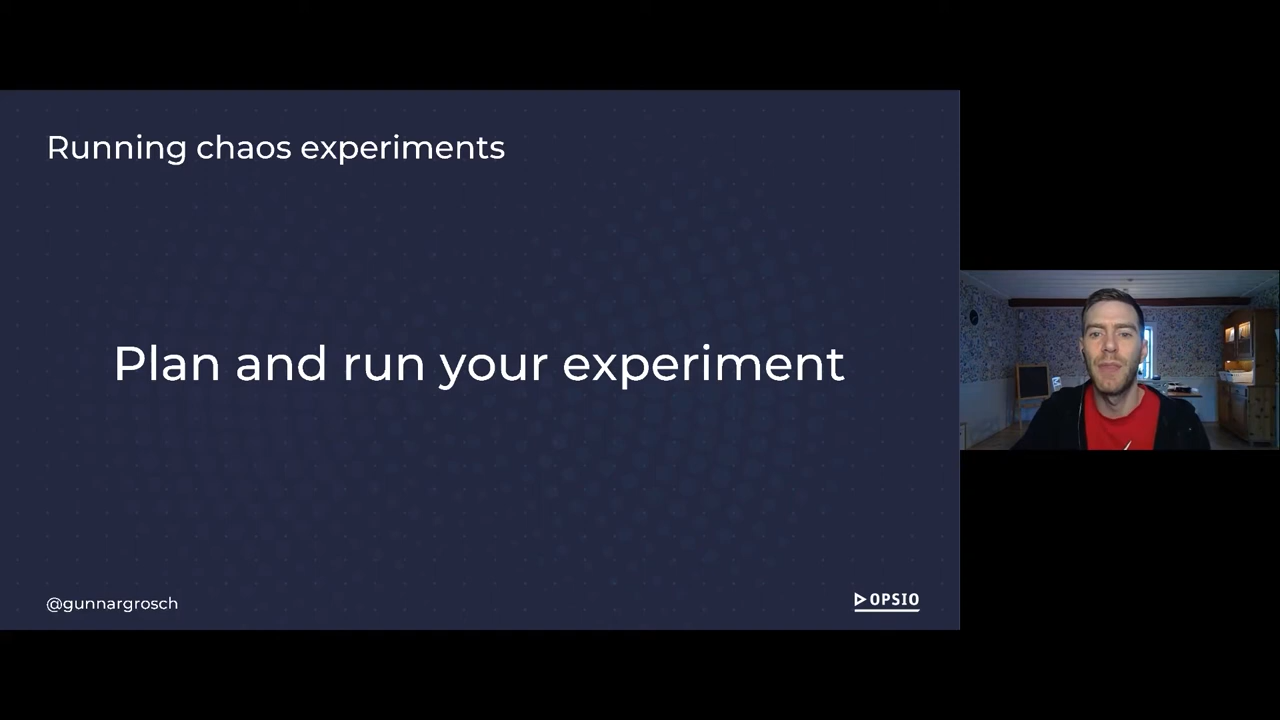 Running chaos experiments
Plan and run your experiment
@gunnargrosch
OPSIO